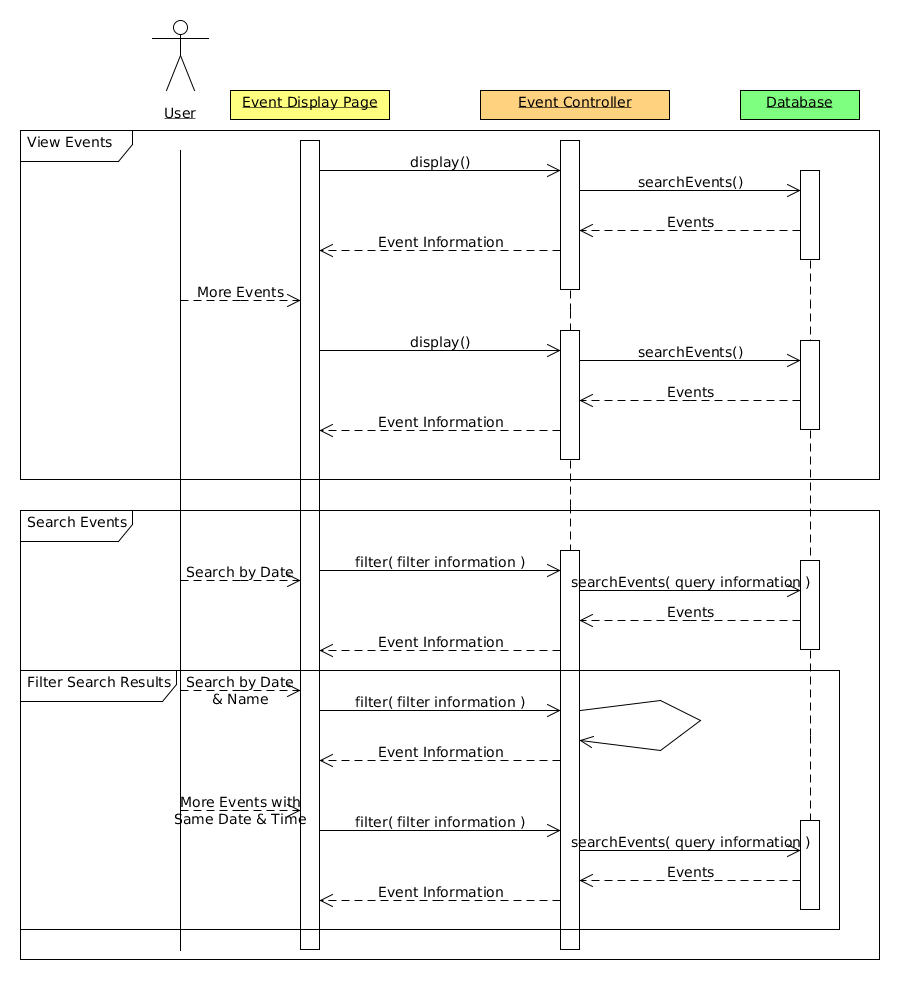 User
Event Display Page
Event Controller
Database
View Events
display()
searchEvents()
Events
Event Information
More Events
display()
searchEvents()
Events
Event Information
Search Events
Search by Date
filter( filter information )
searchEvents( query information )
Events
Event Information
Filter Search Results
Search by Date
& Name
filter( filter information )
Event Information
More Events with
Same Date & Time
filter( filter information )
searchEvents( query information )
Events
Event Information